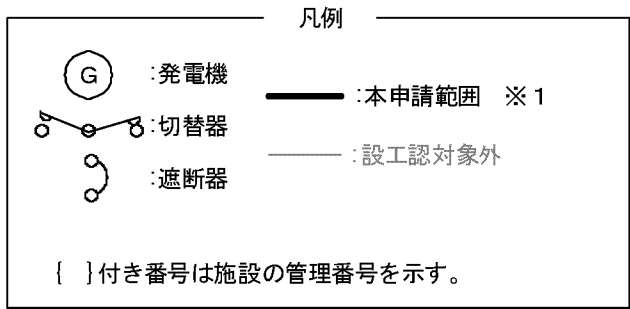 凡例
G :発電機
:本申請範囲 ※1
:切替器
:設工認対象外
:遮断器
{ }付き番号は施設の管理番号を示す。